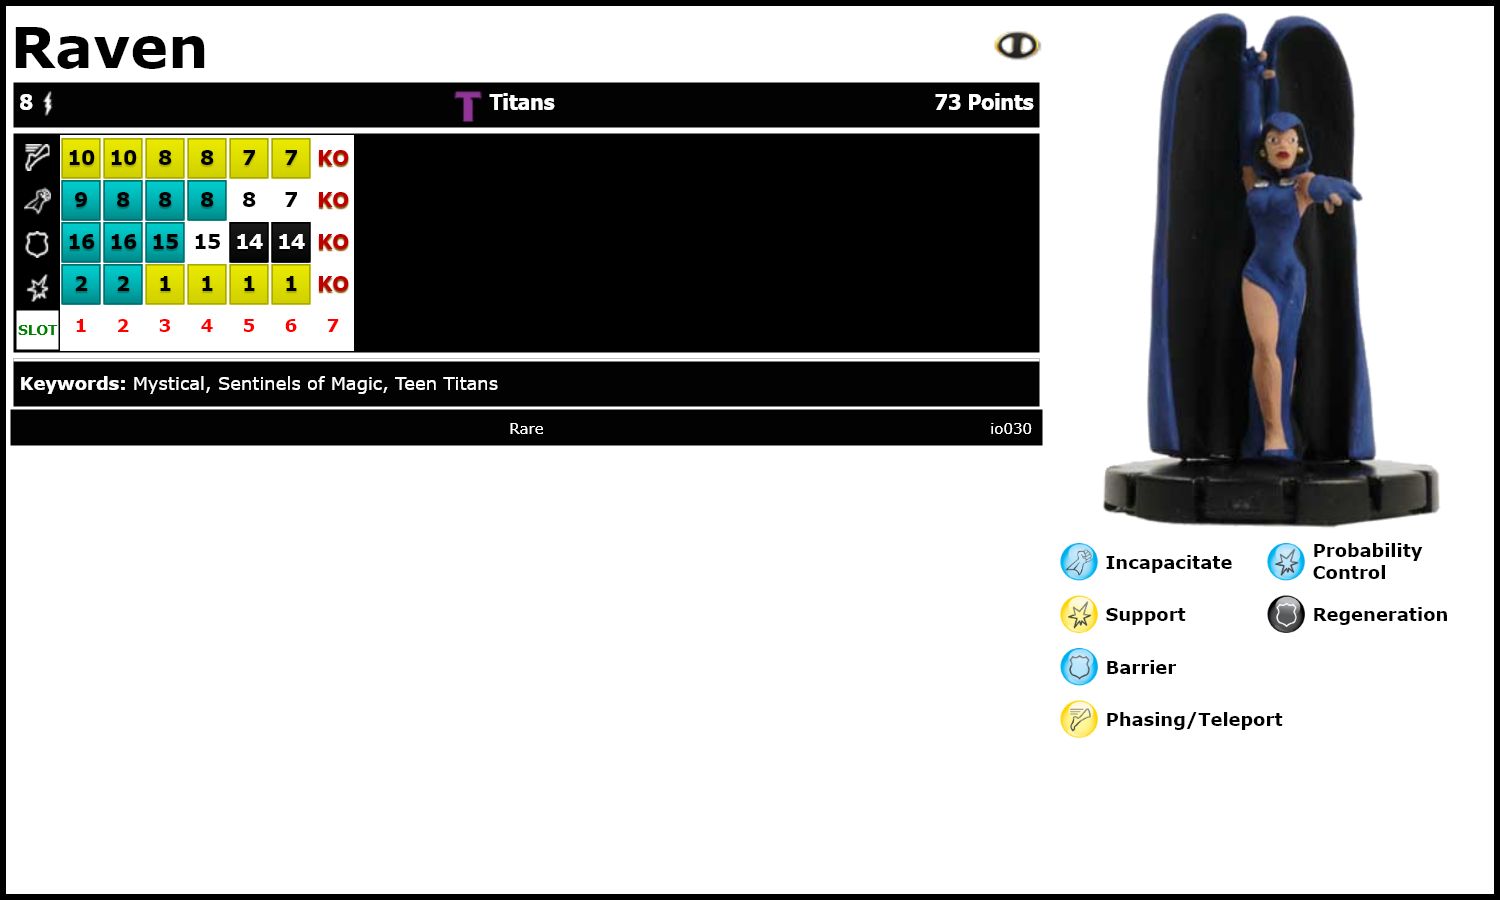 Raven
8 T Titans 73 Points
10 10 8 8 7 7 KO
9 8 8 8 8 7 KO
16 16 15 15 14 14 KO
2 2 1 1 1 1 KO
SLOT 1 2 3 4 5 6 7
Keywords: Mystical, Sentinels of Magic, Teen Titans
Rare io030
Incapacitate
Probability
Control
Support
Regeneration
Barrier
Phasing/Teleport